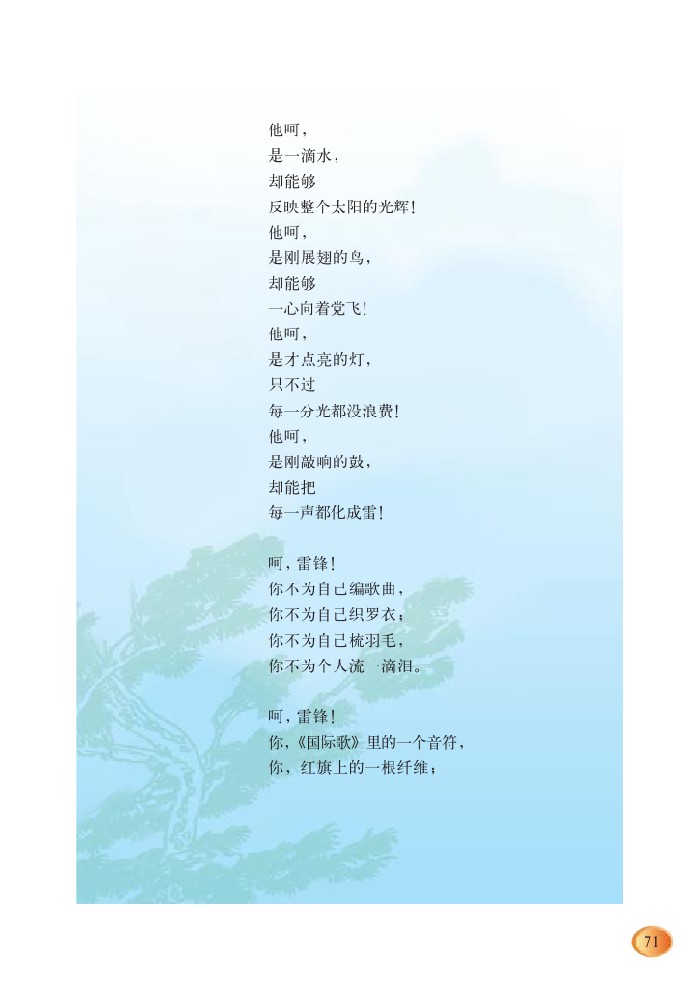 他呵，
是一滴水，
却能够
反映整个太阳的光辉！
他呵，
是刚展翅的鸟，
却能够
一心向着党飞！
他呵，
是才点亮的灯，
只不过
每一分光都没浪费！
他呵，
是刚敲响的鼓，
却能把
每一声都化成雷！
呵，雷锋！
你不为自己编歌曲，
你不为自己织罗衣；
你不为自己梳羽毛，
你不为个人流一滴泪。
呵，雷锋！
你，《国际歌》里的一个音符，
你，红旗上的一根纤维；
71